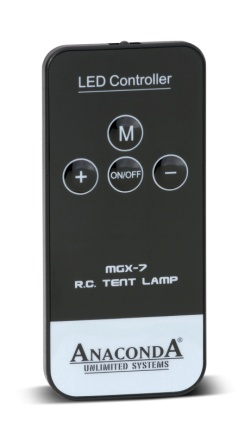 LED Controller
M
+ ON/OFF −
MGX-7
R.C. TENT LAMP
ANACONDA®
UNLIMITED SYSTEMS